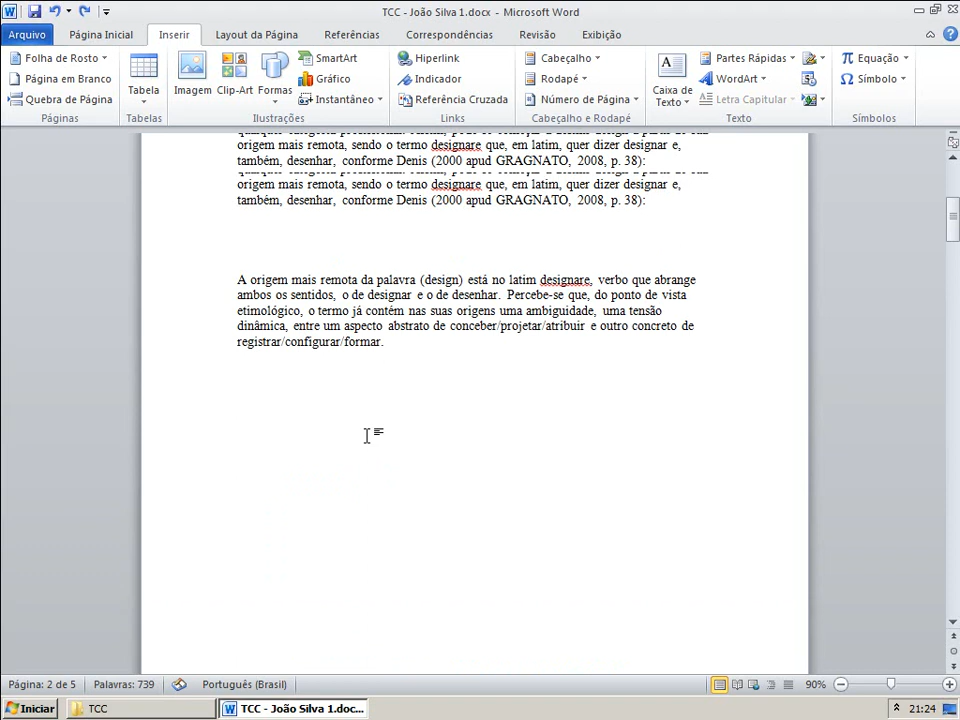 TCC - João Silva 1.docx - Microsoft Word
Arquivo Página Inicial Inserir Layout da Página Referências Correspondências Revisão Exibição
Folha de Rosto
Página em Branco
Quebra de Página
Páginas
Tabela
Tabelas
Imagem Clip-Art Formas
SmartArt
Gráfico
Instantâneo
Ilustrações
Hiperlink
Indicador
Referência Cruzada
Links
Cabeçalho
Rodapé
Número de Página
Cabeçalho e Rodapé
Caixa de Texto
Partes Rápidas
WordArt
Letra Capitular
Texto
Equação
Símbolo
Símbolos
origem mais remota, sendo o termo designare que, em latim, quer dizer designar e,
também, desenhar, conforme Denis (2000 apud GRAGNATO, 2008, p. 38):
origem mais remota, sendo o termo designare que, em latim, quer dizer designar e,
também, desenhar, conforme Denis (2000 apud GRAGNATO, 2008, p. 38):
A origem mais remota da palavra (design) está no latim designare, verbo que abrange
ambos os sentidos, o de designar e o de desenhar. Percebe-se que, do ponto de vista
etimológico, o termo já contém nas suas origens uma ambiguidade, uma tensão
dinâmica, entre um aspecto abstrato de conceber/projetar/atribuir e outro concreto de
registrar/configurar/formar.
Página: 2 de 5 Palavras: 739 Português (Brasil) 90%
Iniciar TCC TCC - João Silva 1.doc... 21:24